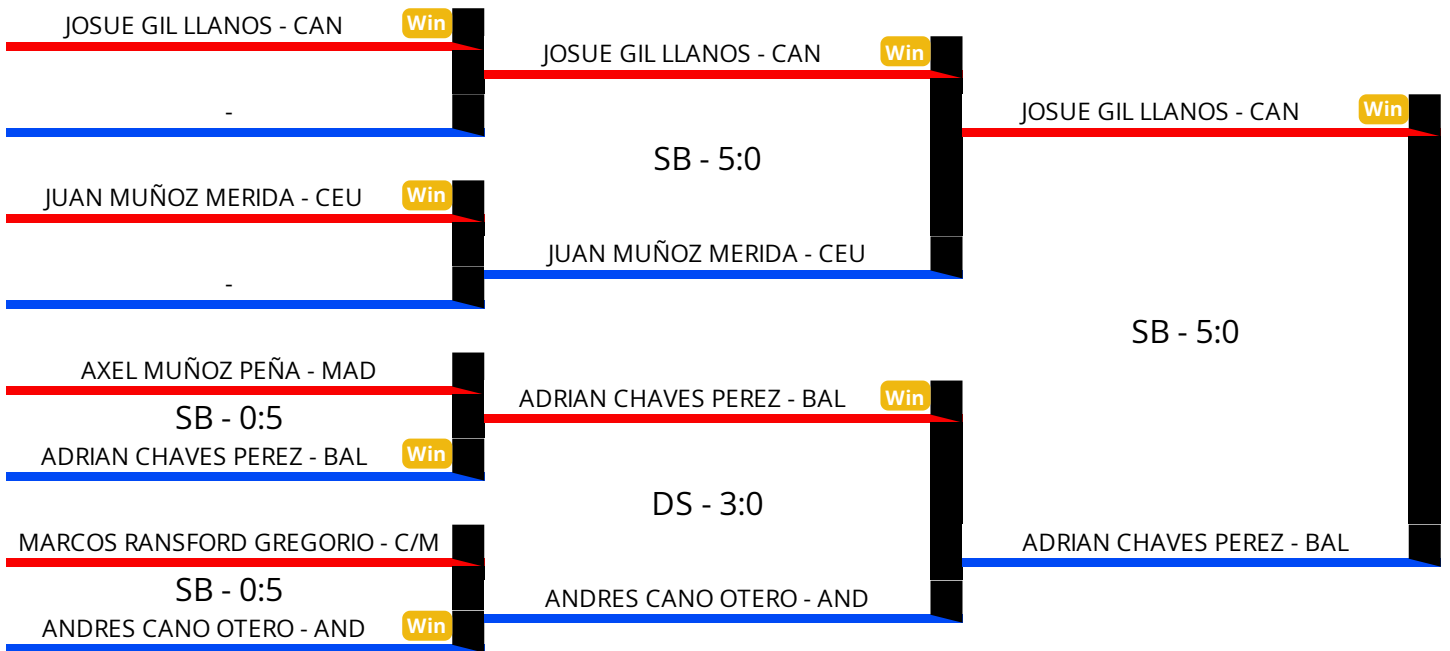 JOSUE GIL LLANOS - CAN Win
-
JUAN MUÑOZ MERIDA - CEU Win
-
AXEL MUÑOZ PEÑA - MAD
SB - 0:5
ADRIAN CHAVES PEREZ - BAL Win
MARCOS RANSFORD GREGORIO - C/M
SB - 0:5
ANDRES CANO OTERO - AND Win
JOSUE GIL LLANOS - CAN Win
SB - 5:0
JUAN MUÑOZ MERIDA - CEU
ADRIAN CHAVES PEREZ - BAL Win
DS - 3:0
ANDRES CANO OTERO - AND
JOSUE GIL LLANOS - CAN Win
SB - 5:0
ADRIAN CHAVES PEREZ - BAL